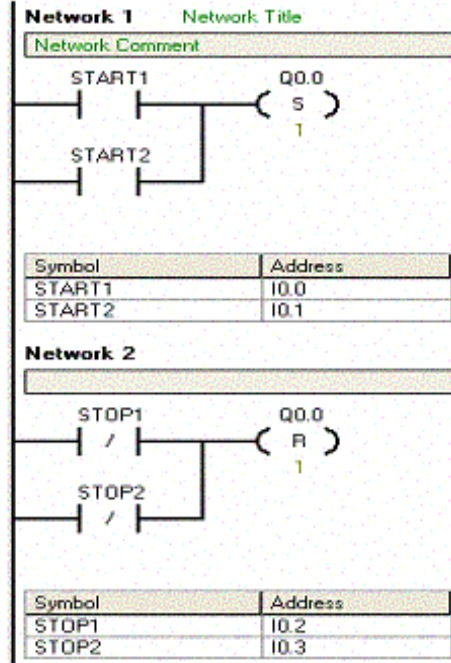 Network 1 Network Title
Network Comment
START1 Q0.0
S
1
START2
Symbol Address
START1 I0.0
START2 I0.1
Network 2
STOP1 Q0.0
/ R
1
STOP2
/
Symbol Address
STOP1 I0.2
STOP2 I0.3